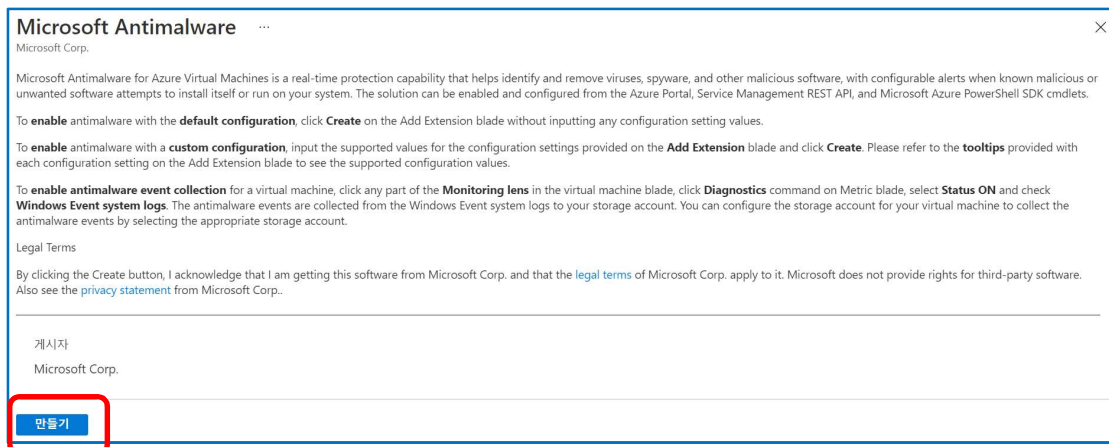 Microsoft Antimalware ...
Microsoft Corp.
Microsoft Antimalware for Azure Virtual Machines is a real-time protection capability that helps identify and remove viruses, spyware, and other malicious software, with configurable alerts when known malicious or
unwanted software attempts to install itself or run on your system. The solution can be enabled and configured from the Azure Portal, Service Management REST API, and Microsoft Azure PowerShell SDK cmdlets.
To enable antimalware with the default configuration, click Create on the Add Extension blade without inputting any configuration setting values.
To enable antimalware with a custom configuration, input the supported values for the configuration settings provided on the Add Extension blade and click Create. Please refer to the tooltips provided with
each configuration setting on the Add Extension blade to see the supported configuration values.
To enable antimalware event collection for a virtual machine, click any part of the Monitoring lens in the virtual machine blade, click Diagnostics command on Metric blade, select Status ON and check
Windows Event system logs. The antimalware events are collected from the Windows Event system logs to your storage account. You can configure the storage account for your virtual machine to collect the
antimalware events by selecting the appropriate storage account.
Legal Terms
By clicking the Create button, I acknowledge that I am getting this software from Microsoft Corp. and that the legal terms of Microsoft Corp. apply to it. Microsoft does not provide rights for third-party software.
Also see the privacy statement from Microsoft Corp..
게시자
Microsoft Corp.
만들기